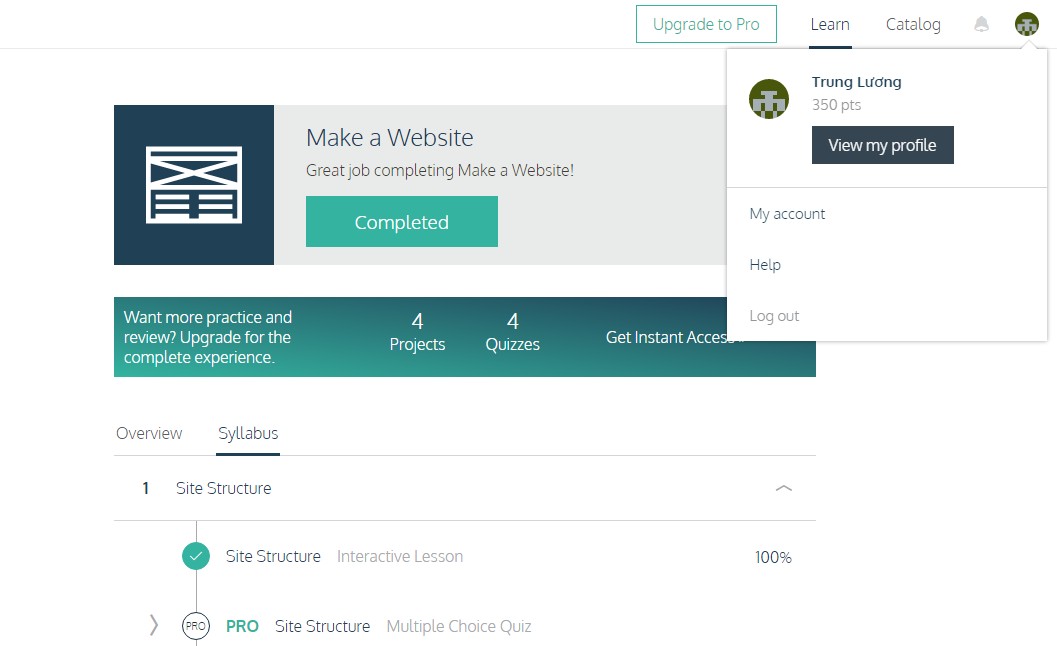 Upgrade to Pro
Learn
Catalog
Trung Lương
350 pts
View my profile
My account
Help
Log out
Make a Website
Great job completing Make a Website!
Completed
Want more practice and
review? Upgrade for the
complete experience.
4
Projects
4
Quizzes
Get Instant Access
Overview
Syllabus
1 Site Structure
Site Structure Interactive Lesson 100%
PRO PRO Site Structure Multiple Choice Quiz